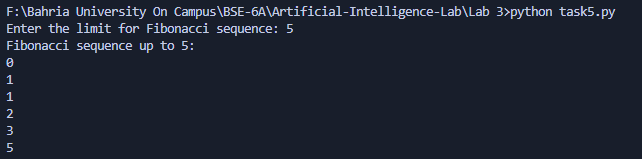 F:\Bahria University On Campus\BSE-6A\Artificial-Intelligence-Lab\Lab 3>python task5.py
Enter the limit for Fibonacci sequence: 5
Fibonacci sequence up to 5:
0
1
1
2
3
5